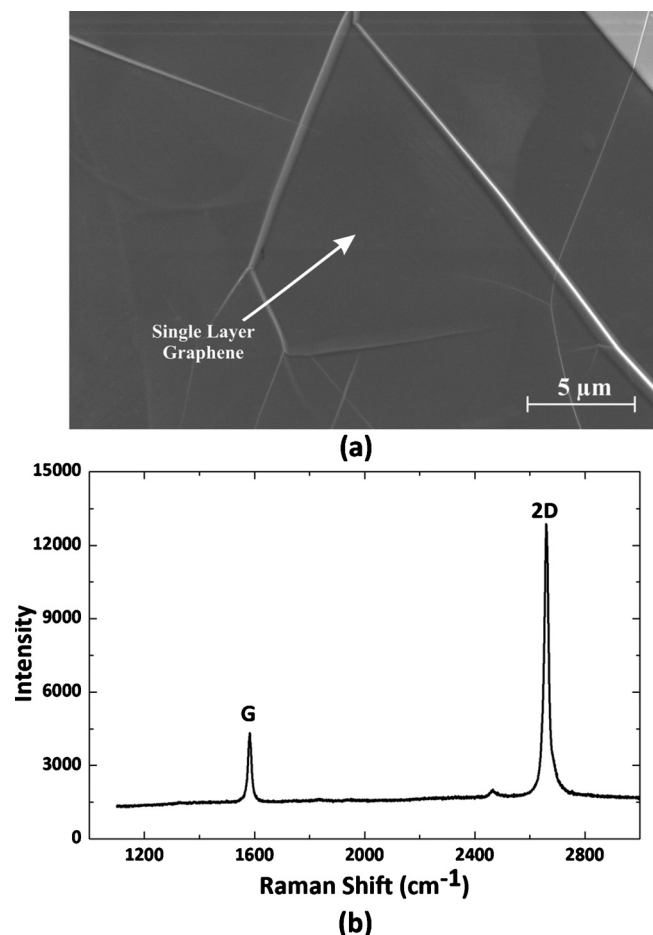 Single Layer
Graphene
5 µm
(a)
15000
12000
9000
6000
3000
0
Intensity
G
2D
1200
1600
2000
2400
2800
Raman Shift (cm⁻¹)
(b)